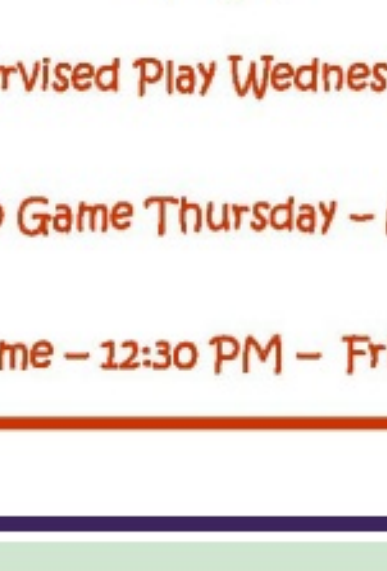 rvised Play Wednes
Game Thursday –
me – 12:30 PM – Fr